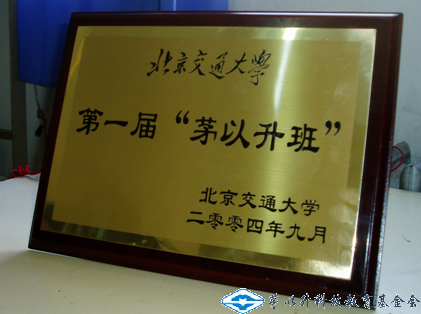 北京交通大學
第一届“茅以升班”
北京交通大学
二零零四年九月
茅以升科技教育基金会